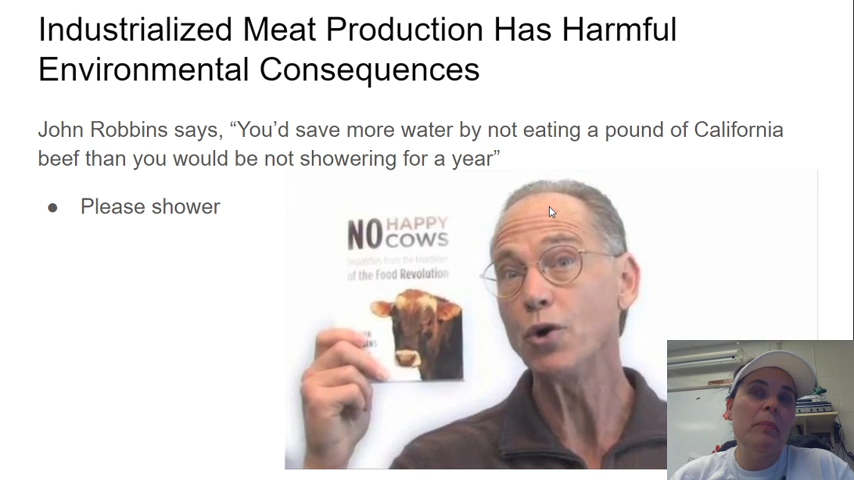 Industrialized Meat Production Has Harmful
Environmental Consequences
John Robbins says, “You’d save more water by not eating a pound of California
beef than you would be not showering for a year”
● Please shower
NO HAPPY
COWS
of the Food Revolution